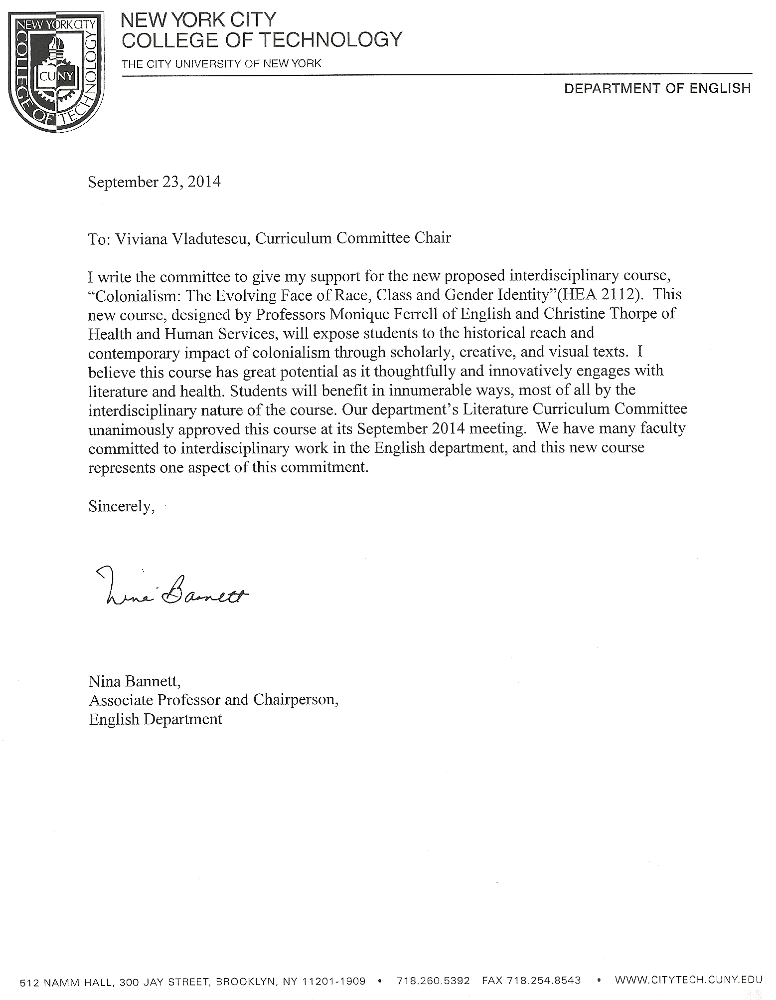 NEW YORK CITY
COLLEGE OF TECHNOLOGY
THE CITY UNIVERSITY OF NEW YORK
DEPARTMENT OF ENGLISH
NEW YORK CITY
COLLEGE OF TECHNOLOGY
CUNY
September 23, 2014
To: Viviana Vladutescu, Curriculum Committee Chair
I write the committee to give my support for the new proposed interdisciplinary course,
“Colonialism: The Evolving Face of Race, Class and Gender Identity”(HEA 2112).  This
new course, designed by Professors Monique Ferrell of English and Christine Thorpe of
Health and Human Services, will expose students to the historical reach and
contemporary impact of colonialism through scholarly, creative, and visual texts.  I
believe this course has great potential as it thoughtfully and innovatively engages with
literature and health. Students will benefit in innumerable ways, most of all by the
interdisciplinary nature of the course. Our department’s Literature Curriculum Committee
unanimously approved this course at its September 2014 meeting.  We have many faculty
committed to interdisciplinary work in the English department, and this new course
represents one aspect of this commitment.
Sincerely,
Nina Bannett
Nina Bannett,
Associate Professor and Chairperson,
English Department
512 NAMM HALL, 300 JAY STREET, BROOKLYN, NY 11201-1909 • 718.260.5392 FAX 718.254.8543 • WWW.CITYTECH.CUNY.EDU